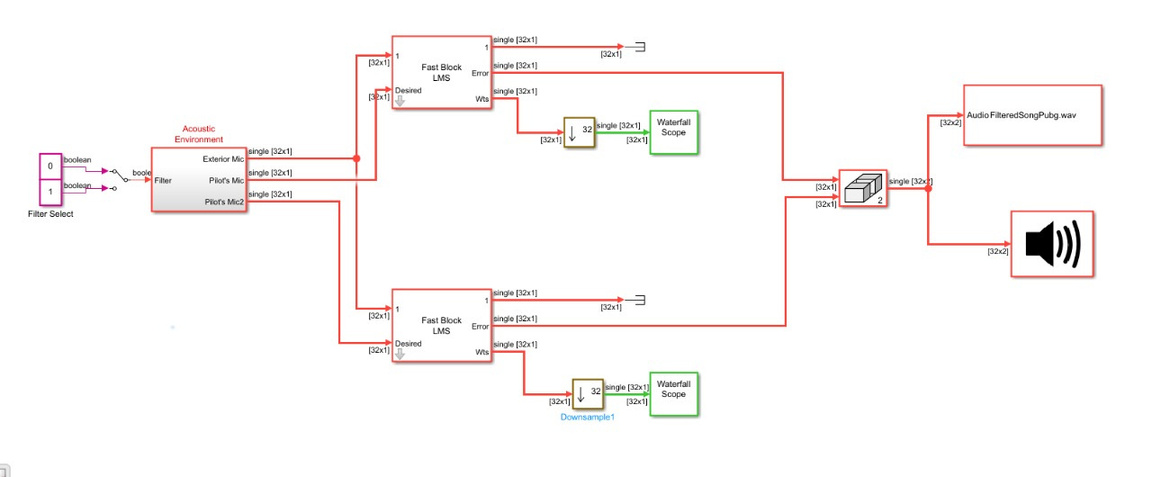 0
1
Filter Select
boolean
boolean
boole
Acoustic
Environment
Filter
Exterior Mic
Pilot's Mic
Pilot's Mic2
single [32x1]
single [32x1]
single [32x1]
[32x1]
[32x1]
1
Desired
Fast Block
LMS
1
Error
Wts
single [32x1]
single [32x1]
single [32x1]
[32x1]
[32x1]
32
single [32x1]
[32x1]
Waterfall
Scope
[32x1]
[32x1]
1
Desired
Fast Block
LMS
1
Error
Wts
single [32x1]
single [32x1]
single [32x1]
[32x1]
[32x1]
32
Downsample1
single [32x1]
[32x1]
Waterfall
Scope
[32x1]
[32x1]
2
single [32x2]
[32x2]
AudioFilteredSongPubg.wav
[32x2]